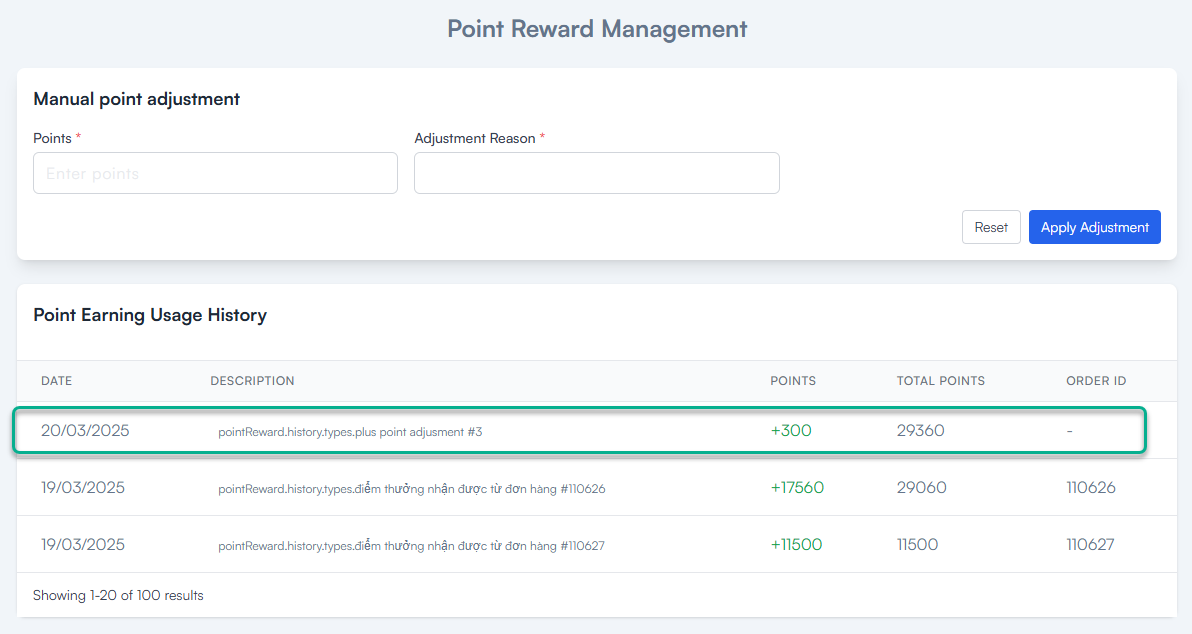 Point Reward Management
Manual point adjustment
Points *
Adjustment Reason *
Enter points
Reset
Apply Adjustment
Point Earning Usage History
DATE DESCRIPTION POINTS TOTAL POINTS ORDER ID
20/03/2025 pointReward.history.types.plus point adjusment #3 +300 29360 -
19/03/2025 pointReward.history.types.điểm thưởng nhận được từ đơn hàng #110626 +17560 29060 110626
19/03/2025 pointReward.history.types.điểm thưởng nhận được từ đơn hàng #110627 +11500 11500 110627
Showing 1-20 of 100 results